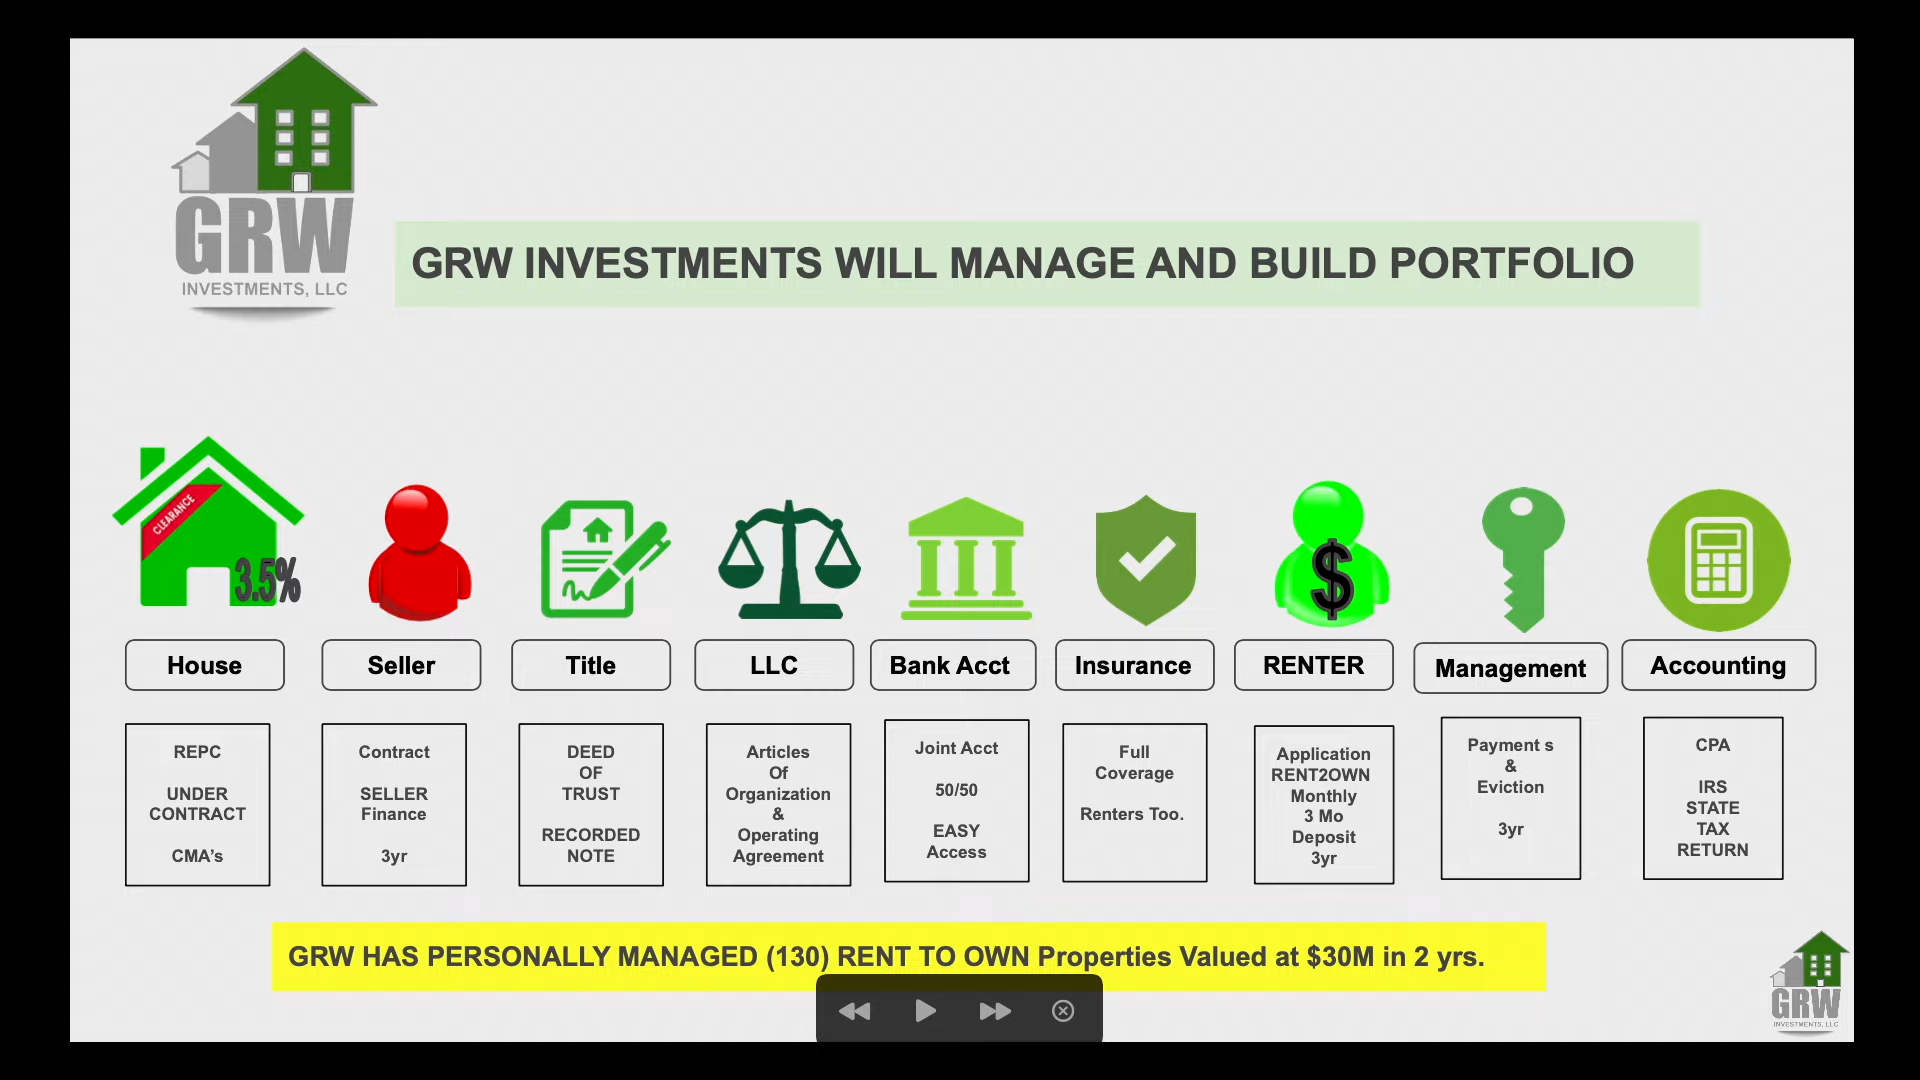 GRW
INVESTMENTS, LLC
GRW INVESTMENTS WILL MANAGE AND BUILD PORTFOLIO
CLEARANCE
3.5%
$
House
Seller
Title
LLC
Bank Acct
Insurance
RENTER
Management
Accounting
REPC
UNDER
CONTRACT
CMA's
Contract
SELLER
Finance
3yr
DEED
OF
TRUST
RECORDED
NOTE
Articles
Of
Organization
&
Operating
Agreement
Joint Acct
50/50
EASY
Access
Full
Coverage
Renters Too.
Application
RENT2OWN
Monthly
3 Mo
Deposit
3yr
Payment s
&
Eviction
3yr
CPA
IRS
STATE
TAX
RETURN
GRW HAS PERSONALLY MANAGED (130) RENT TO OWN Properties Valued at $30M in 2 yrs.
GRW
INVESTMENTS, LLC